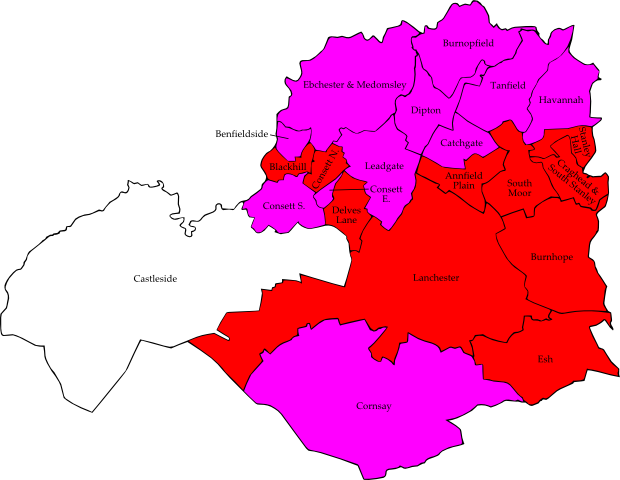 Burnopfield
Ebchester & Medomsley
Tanfield
Havannah
Dipton
Benfieldside
Catchgate
Stanley
Hall
Blackhill
Consett N.
Leadgate
Craghead &
South Stanley
Annfield
Plain
South
Moor
Consett
E.
Consett S.
Delves
Lane
Burnhope
Castleside
Lanchester
Esh
Cornsay